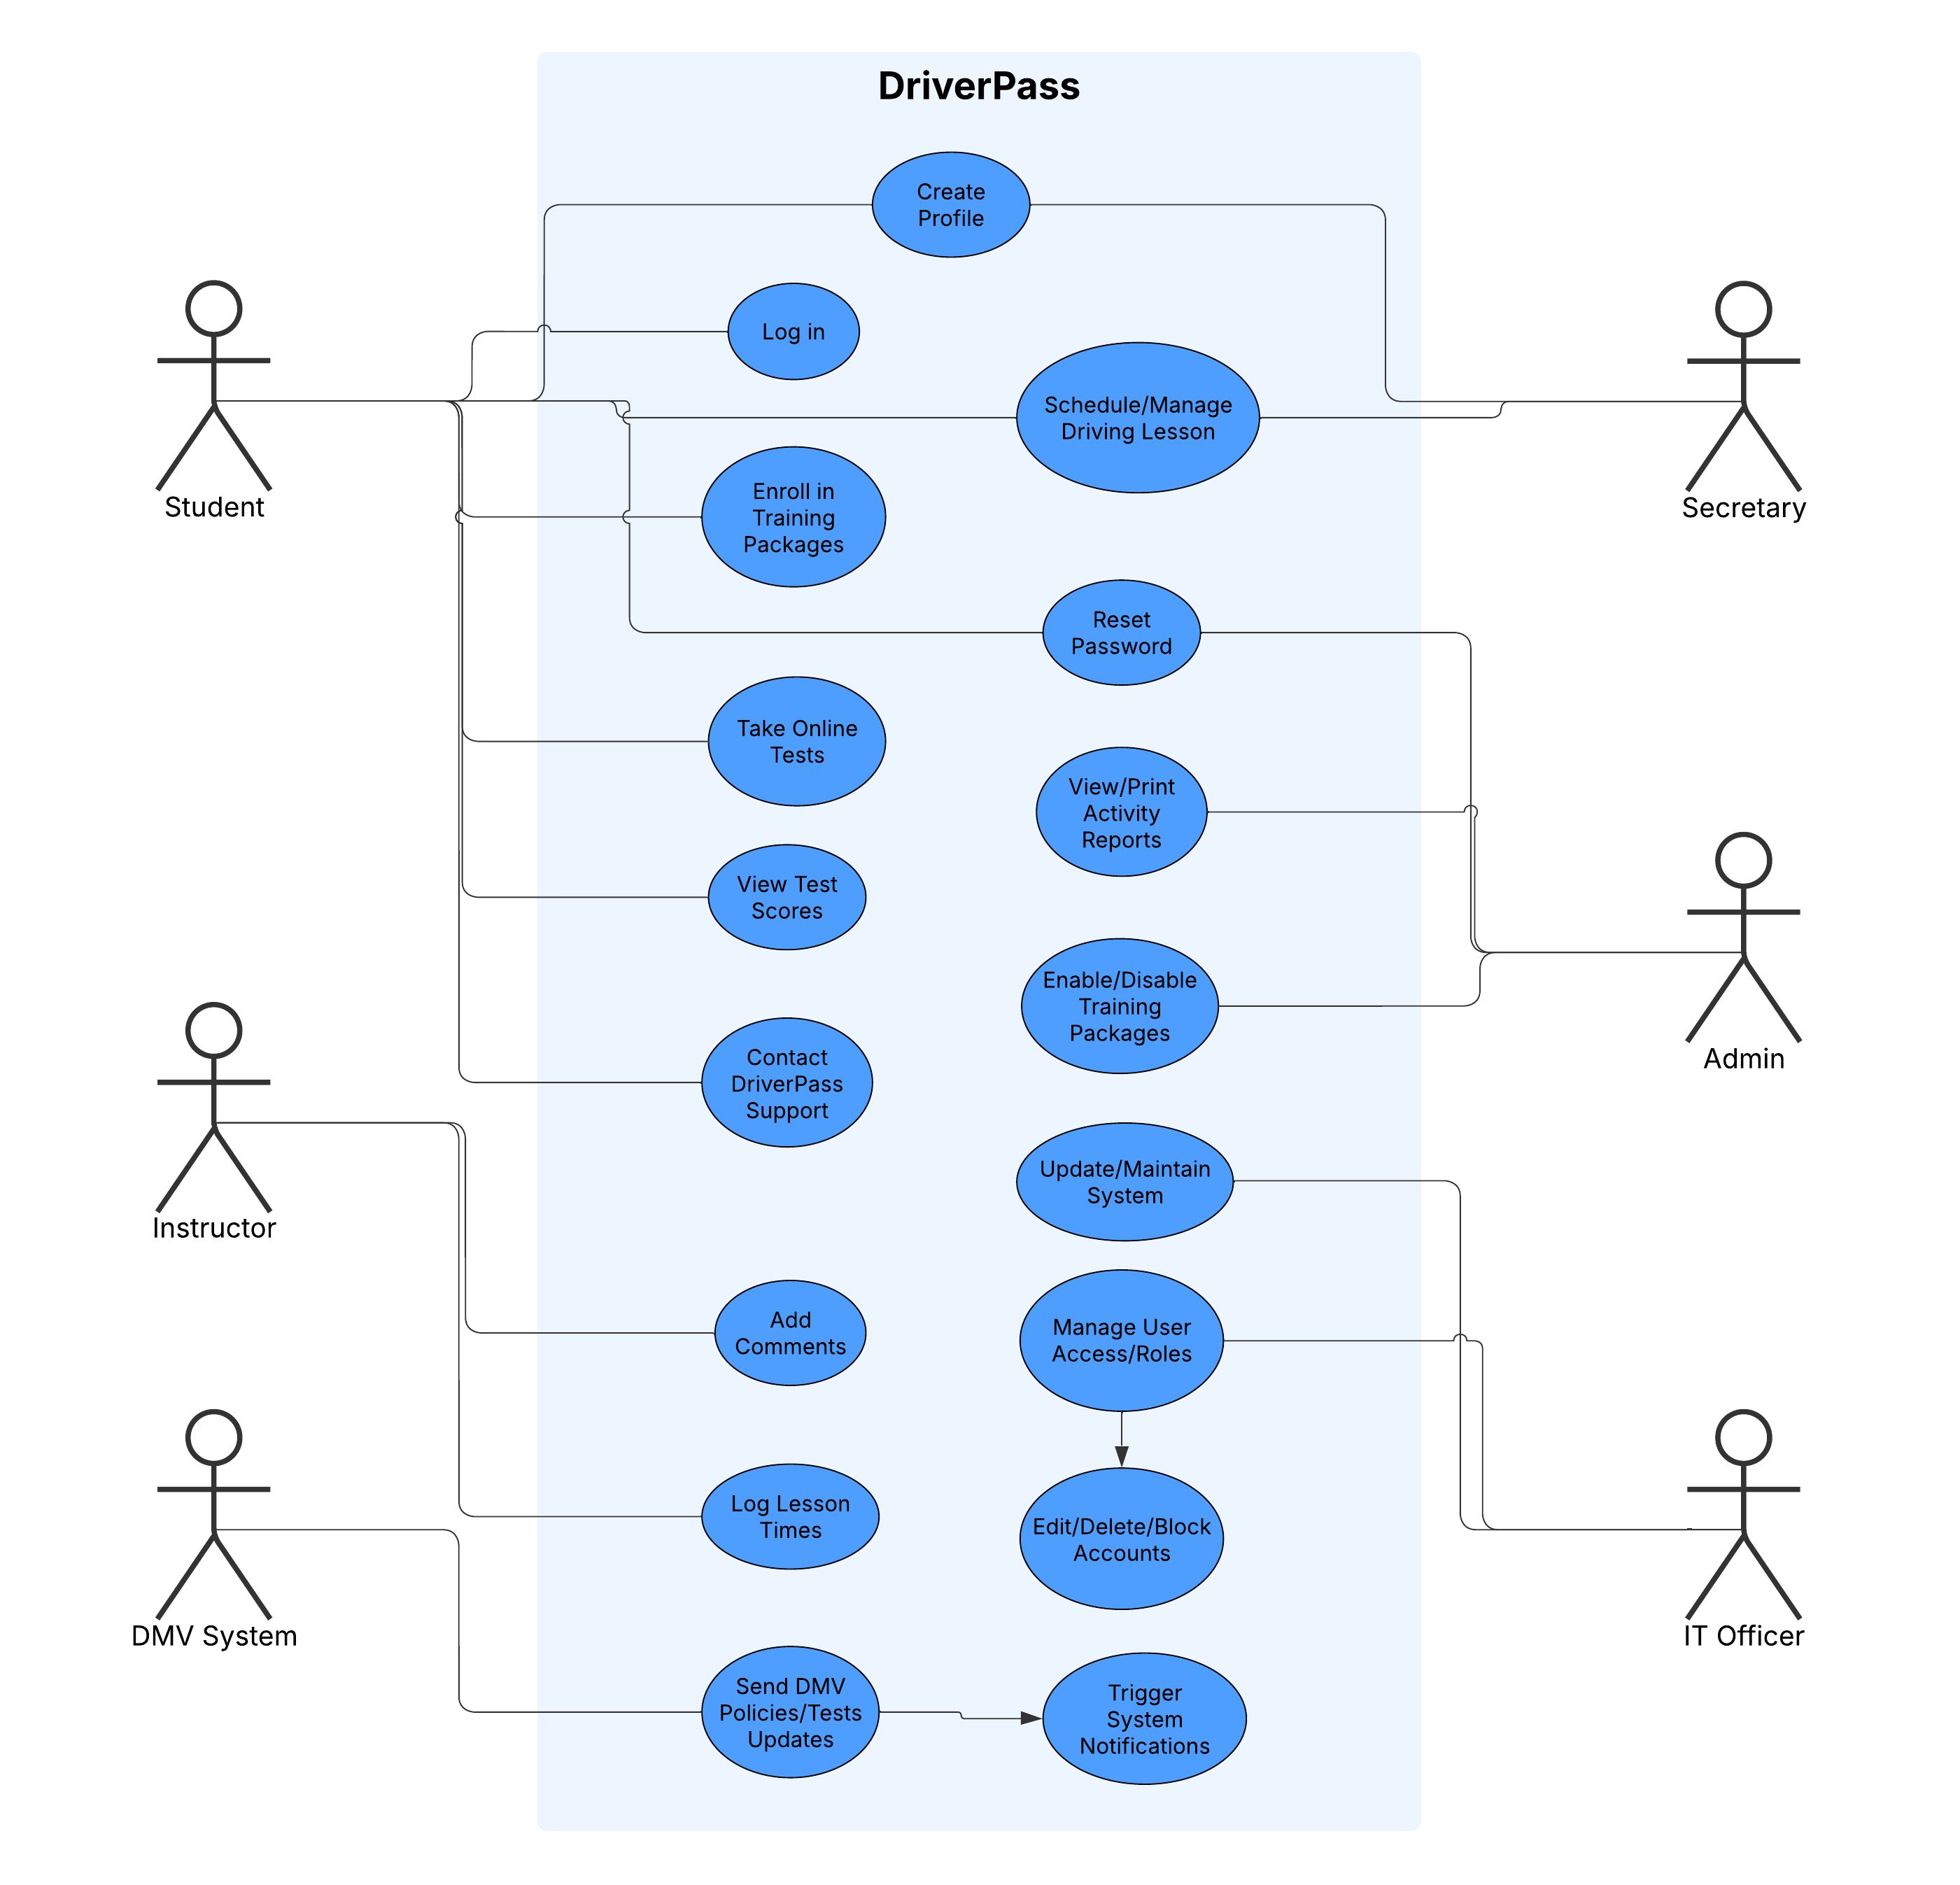 DriverPass
Create
Profile
Log in
Schedule/Manage
Driving Lesson
Student
Secretary
Enroll in
Training
Packages
Reset
Password
Take Online
Tests
View/Print
Activity
Reports
View Test
Scores
Enable/Disable
Training
Packages
Admin
Contact
DriverPass
Support
Instructor
Update/Maintain
System
Add
Comments
Manage User
Access/Roles
Log Lesson
Times
Edit/Delete/Block
Accounts
DMV System
IT Officer
Send DMV
Policies/Tests
Updates
Trigger
System
Notifications